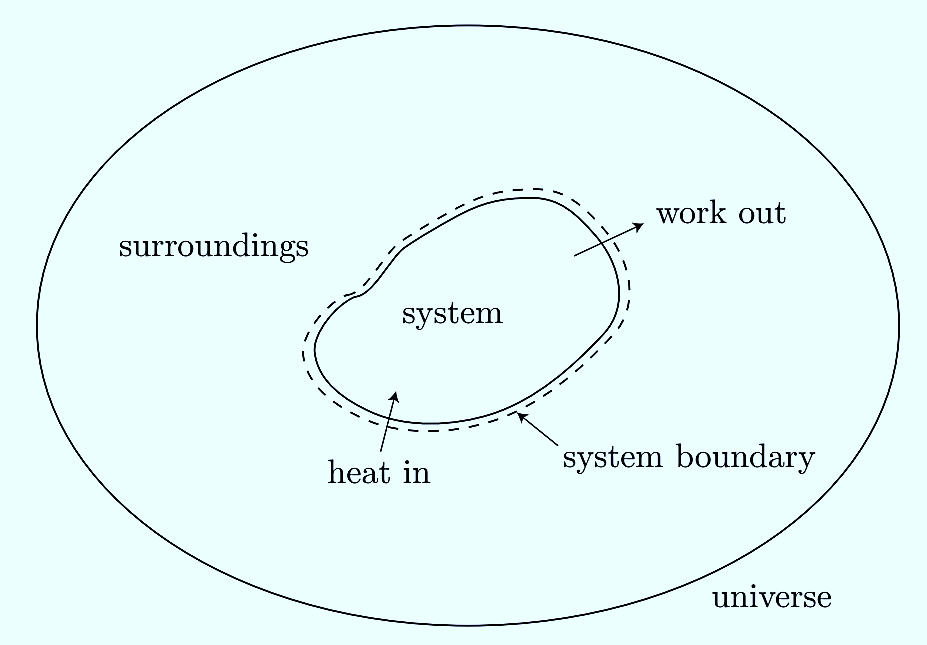 work out
surroundings
system
system boundary
heat in
universe